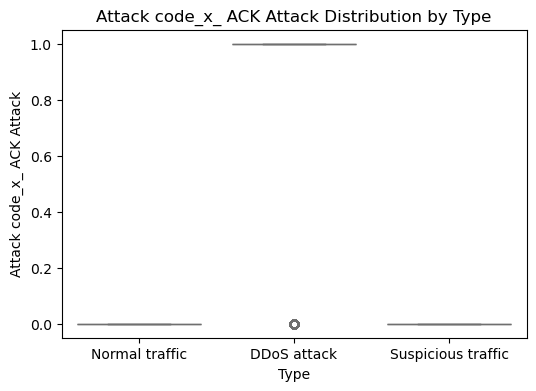 Attack code_x_ ACK Attack Distribution by Type
Attack code_x_ ACK Attack
1.0
0.8
0.6
0.4
0.2
0.0
Normal traffic
DDoS attack
Suspicious traffic
Type